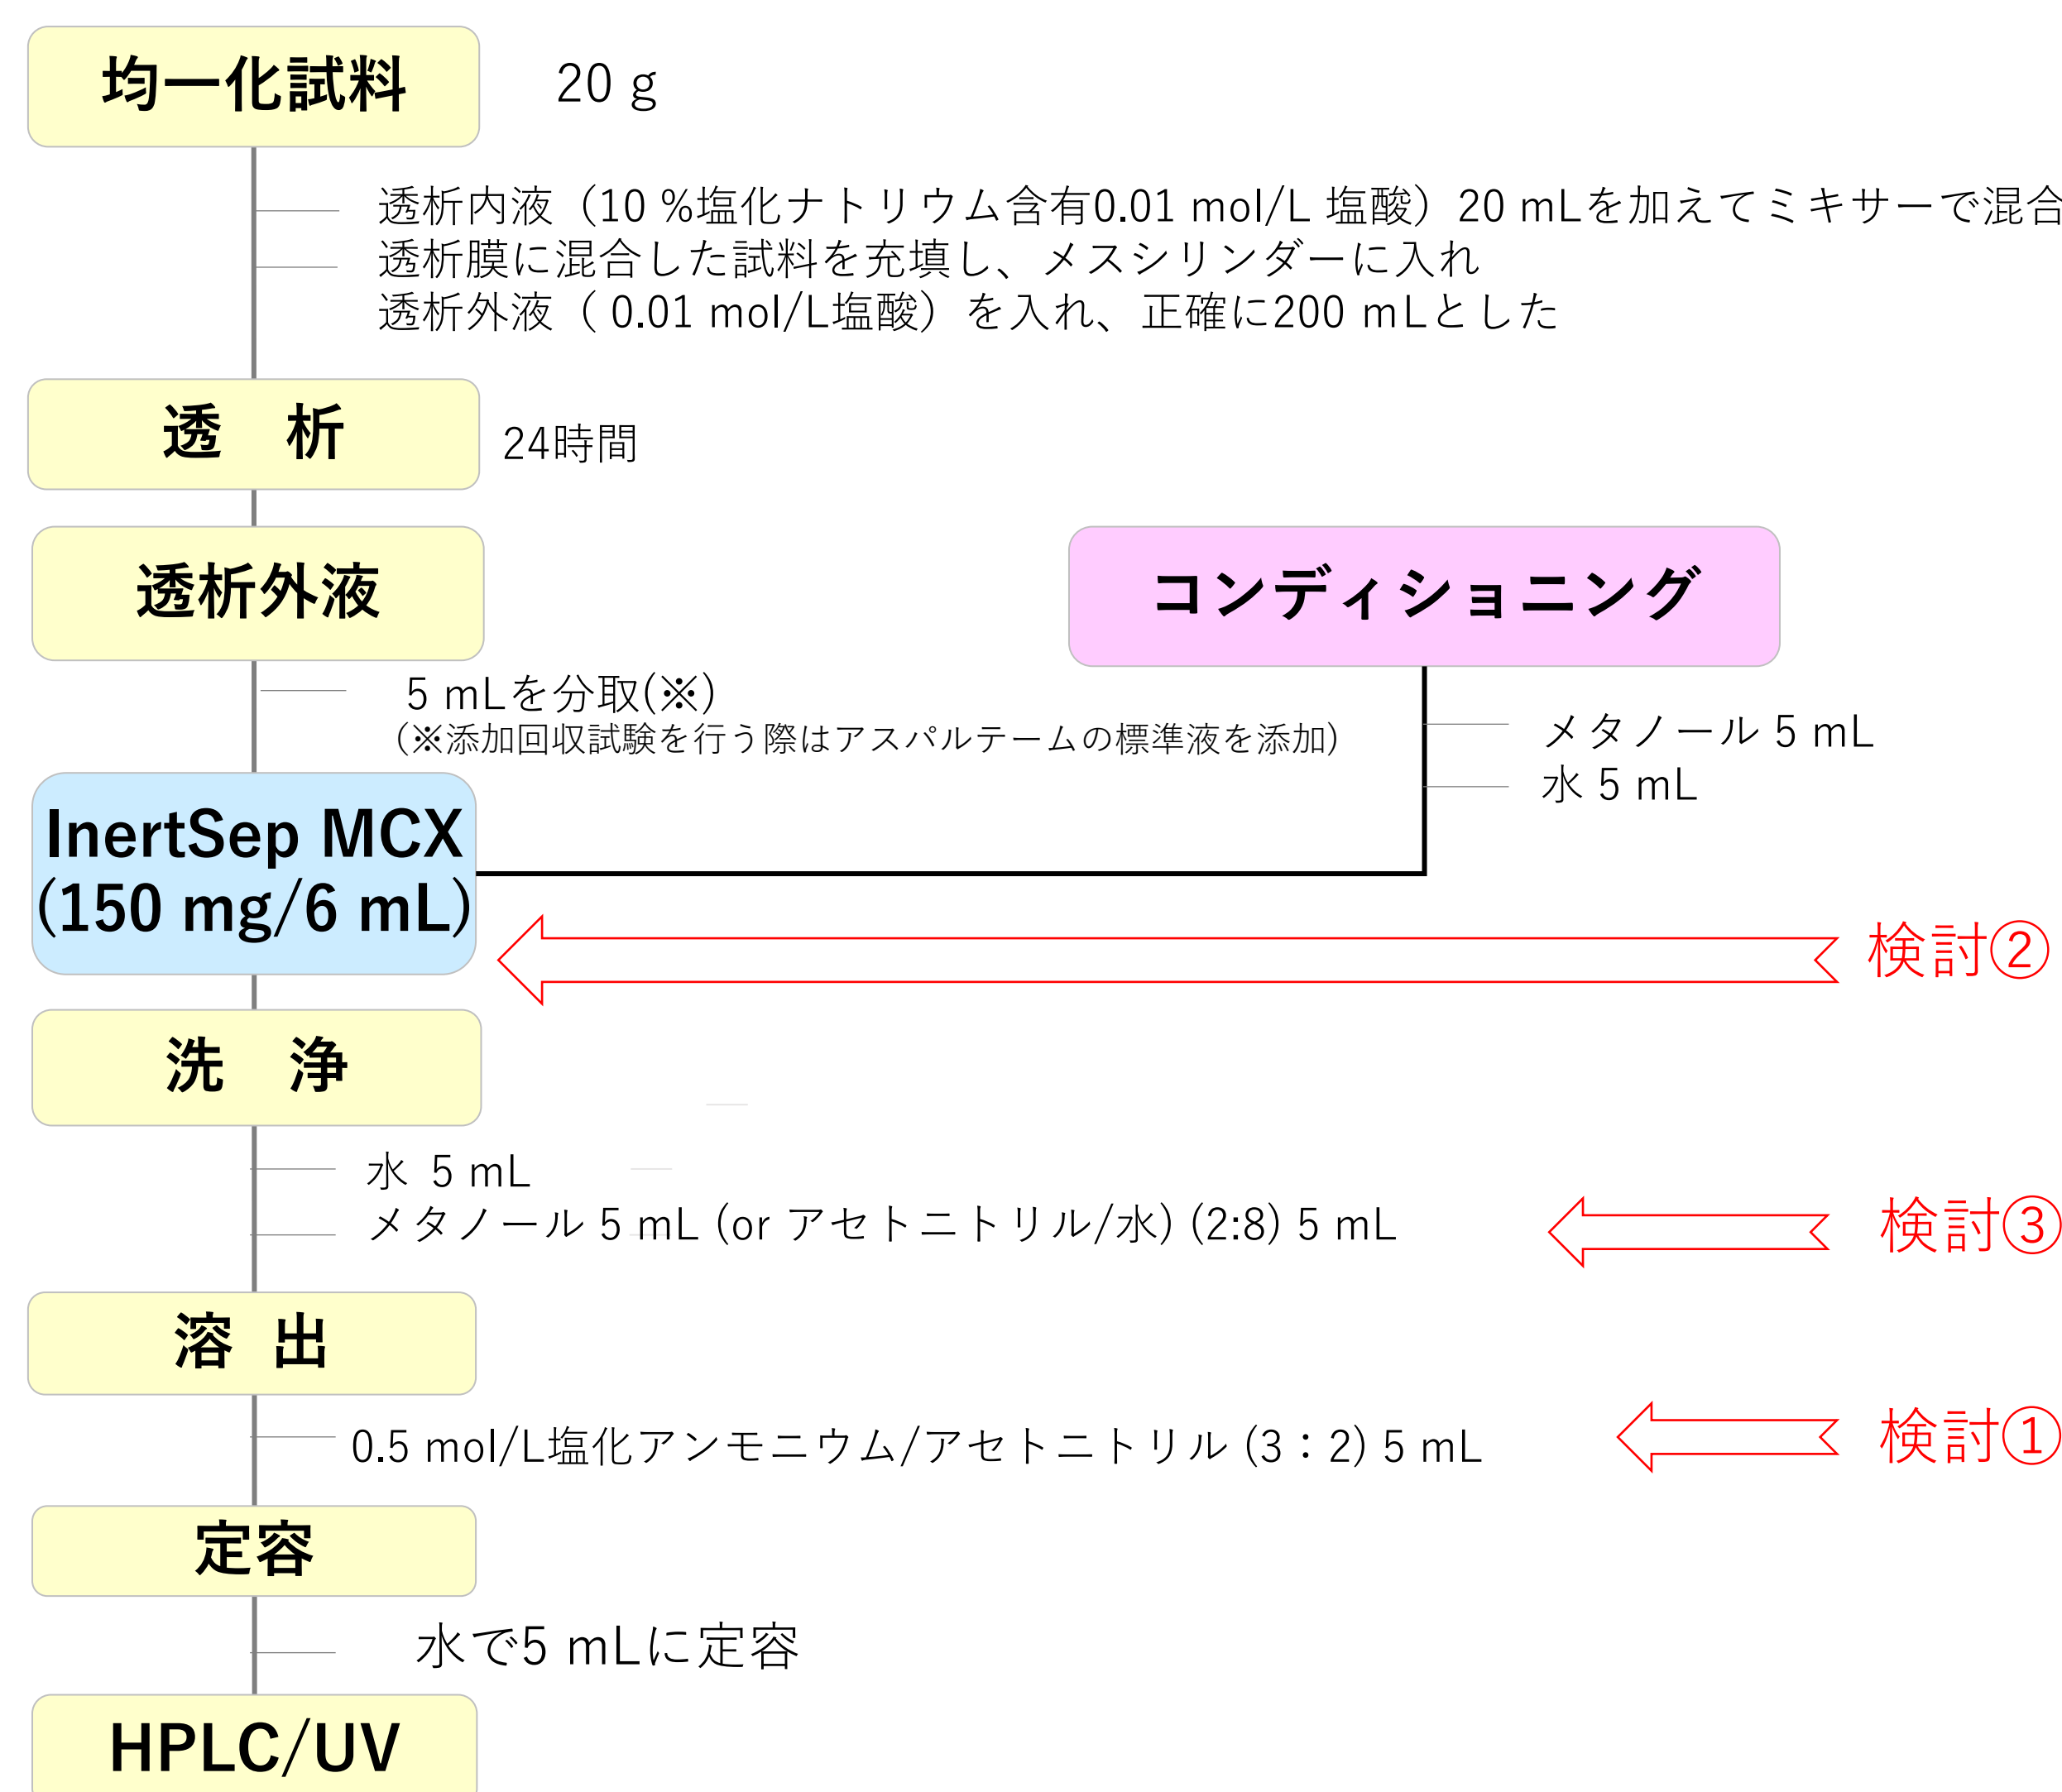 均一化試料
20 g
透析内液（10 %塩化ナトリウム含有0.01 mol/L 塩酸）20 mLを加えてミキサーで混合
透析膜に混合した試料を充填し、メスシリンダーに入れ
透析外液（ 0.01 mol/L塩酸）を入れ、正確に200 mLとした
透　析
24時間
透析外液
コンディショニング
5 mLを分取(※)
（※添加回収試験を行う際はアスパルテームの標準液を添加）
メタノール 5 mL
水 5 mL
InertSep MCX
(150 mg/6 mL)
検討②
洗　浄
水 5 mL
メタノール 5 mL (or アセトニトリル/水) (2:8) 5 mL
検討③
溶 出
0.5 mol/L塩化アンモニウム/アセトニトリル (3：2) 5 mL
検討①
定容
水で5 mLに定容
HPLC/UV